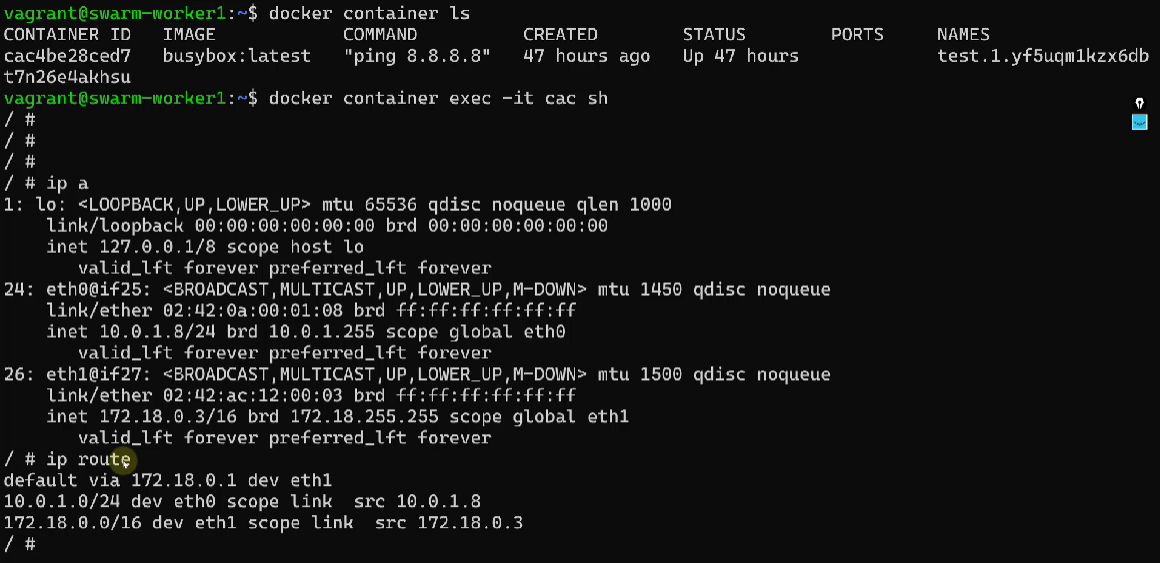 vagrant@swarm-worker1:~$ docker container ls
CONTAINER ID   IMAGE            COMMAND          CREATED        STATUS        PORTS     NAMES
cac4be28ced7   busybox:latest   "ping 8.8.8.8"   47 hours ago   Up 47 hours             test.1.yf5uqm1kzx6db
t7n26e4akhsu
vagrant@swarm-worker1:~$ docker container exec -it cac sh
/ #
/ #
/ #
/ # ip a
1: lo: <LOOPBACK,UP,LOWER_UP> mtu 65536 qdisc noqueue qlen 1000
    link/loopback 00:00:00:00:00:00 brd 00:00:00:00:00:00
    inet 127.0.0.1/8 scope host lo
       valid_lft forever preferred_lft forever
24: eth0@if25: <BROADCAST,MULTICAST,UP,LOWER_UP,M-DOWN> mtu 1450 qdisc noqueue
    link/ether 02:42:0a:00:01:08 brd ff:ff:ff:ff:ff:ff
    inet 10.0.1.8/24 brd 10.0.1.255 scope global eth0
       valid_lft forever preferred_lft forever
26: eth1@if27: <BROADCAST,MULTICAST,UP,LOWER_UP,M-DOWN> mtu 1500 qdisc noqueue
    link/ether 02:42:ac:12:00:03 brd ff:ff:ff:ff:ff:ff
    inet 172.18.0.3/16 brd 172.18.255.255 scope global eth1
       valid_lft forever preferred_lft forever
/ # ip route
default via 172.18.0.1 dev eth1
10.0.1.0/24 dev eth0 scope link  src 10.0.1.8
172.18.0.0/16 dev eth1 scope link  src 172.18.0.3
/ #